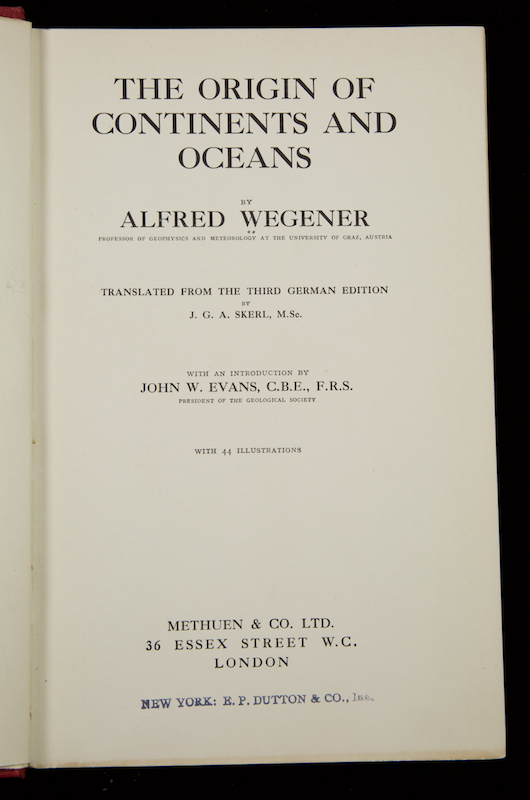 THE ORIGIN OF
CONTINENTS AND
OCEANS
BY
ALFRED WEGENER
PROFESSOR OF GEOPHYSICS AND METEOROLOGY AT THE UNIVERSITY OF GRAZ, AUSTRIA
TRANSLATED FROM THE THIRD GERMAN EDITION
BY
J. G. A. SKERL, M.Sc.
WITH AN INTRODUCTION BY
JOHN W. EVANS, C.B.E., F.R.S.
PRESIDENT OF THE GEOLOGICAL SOCIETY
WITH 44 ILLUSTRATIONS
METHUEN & CO. LTD.
36 ESSEX STREET W.C.
LONDON
NEW YORK: E. P. DUTTON & CO., Inc.